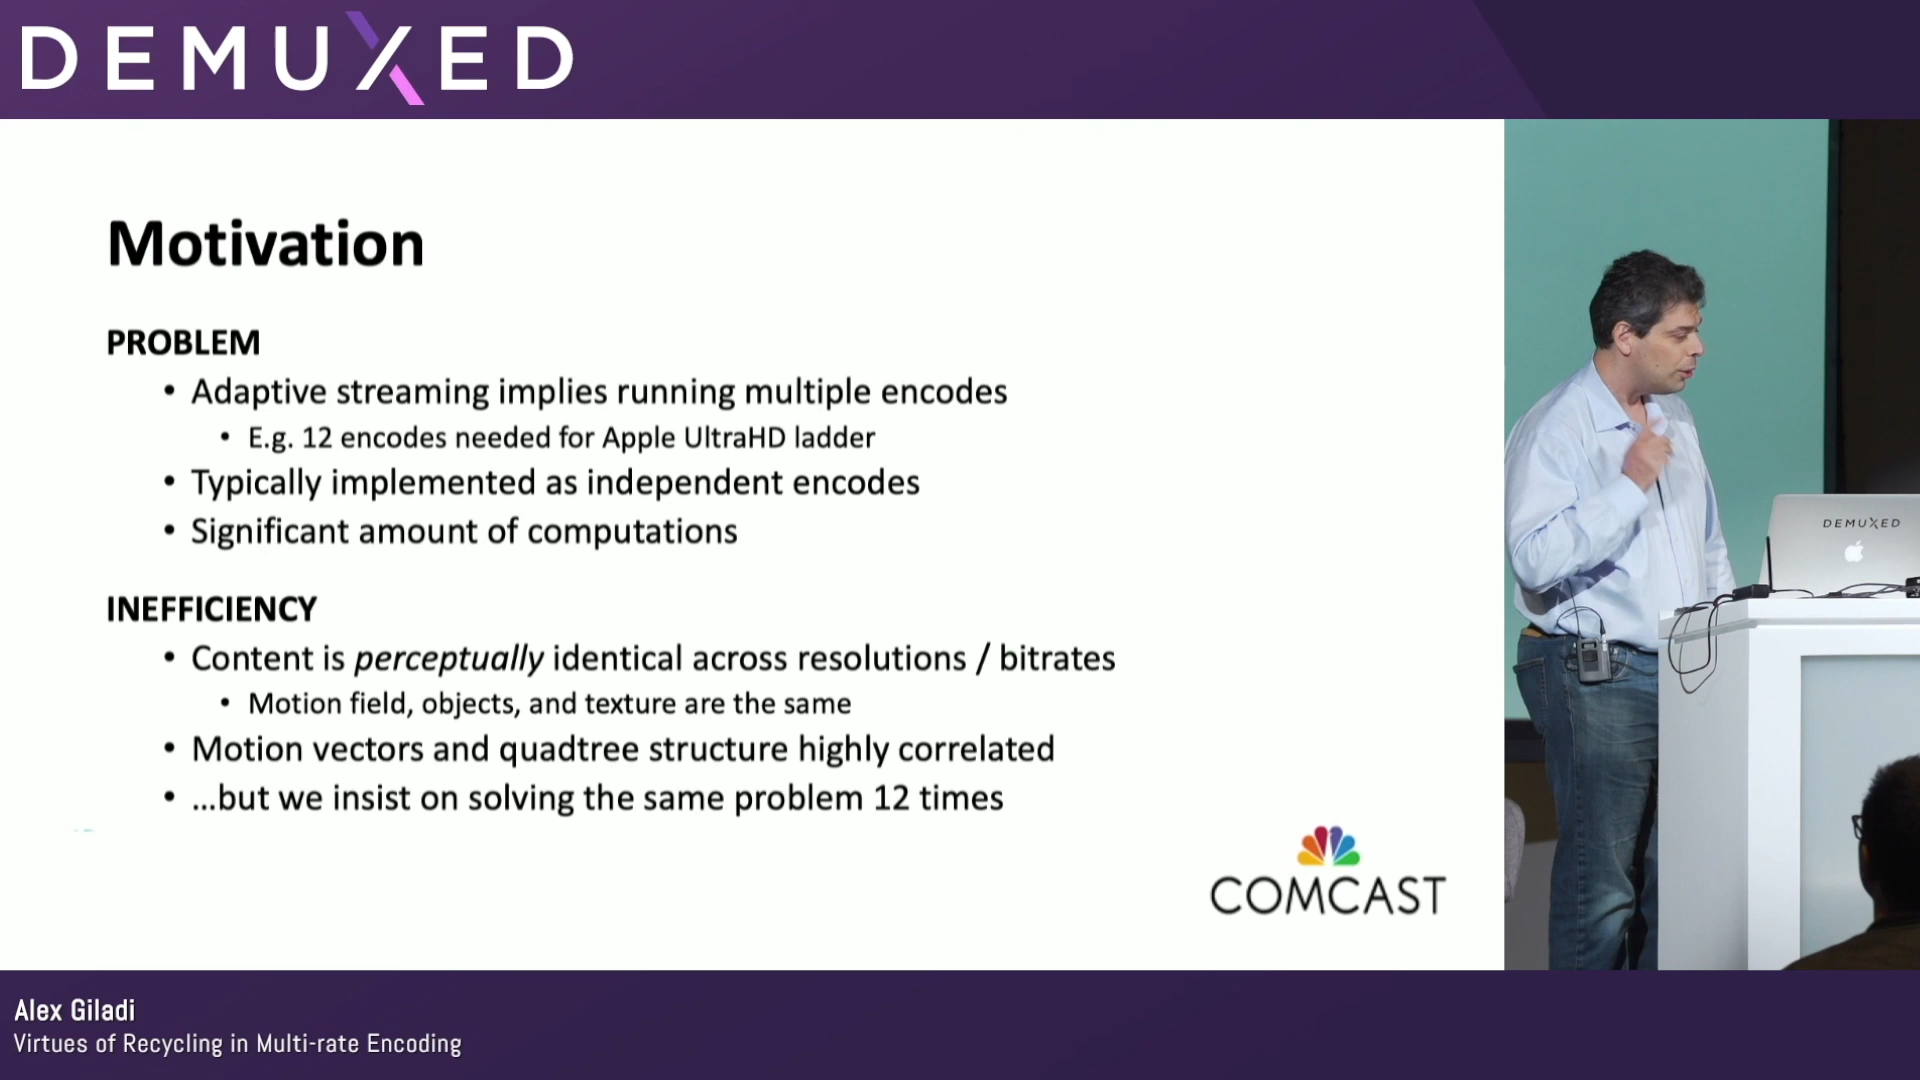 DEMUXED
Motivation
PROBLEM
• Adaptive streaming implies running multiple encodes
• E.g. 12 encodes needed for Apple UltraHD ladder
• Typically implemented as independent encodes
• Significant amount of computations
INEFFICIENCY
• Content is perceptually identical across resolutions / bitrates
• Motion field, objects, and texture are the same
• Motion vectors and quadtree structure highly correlated
• ...but we insist on solving the same problem 12 times
COMCAST
DEMUXED
Alex Giladi
Virtues of Recycling in Multi-rate Encoding